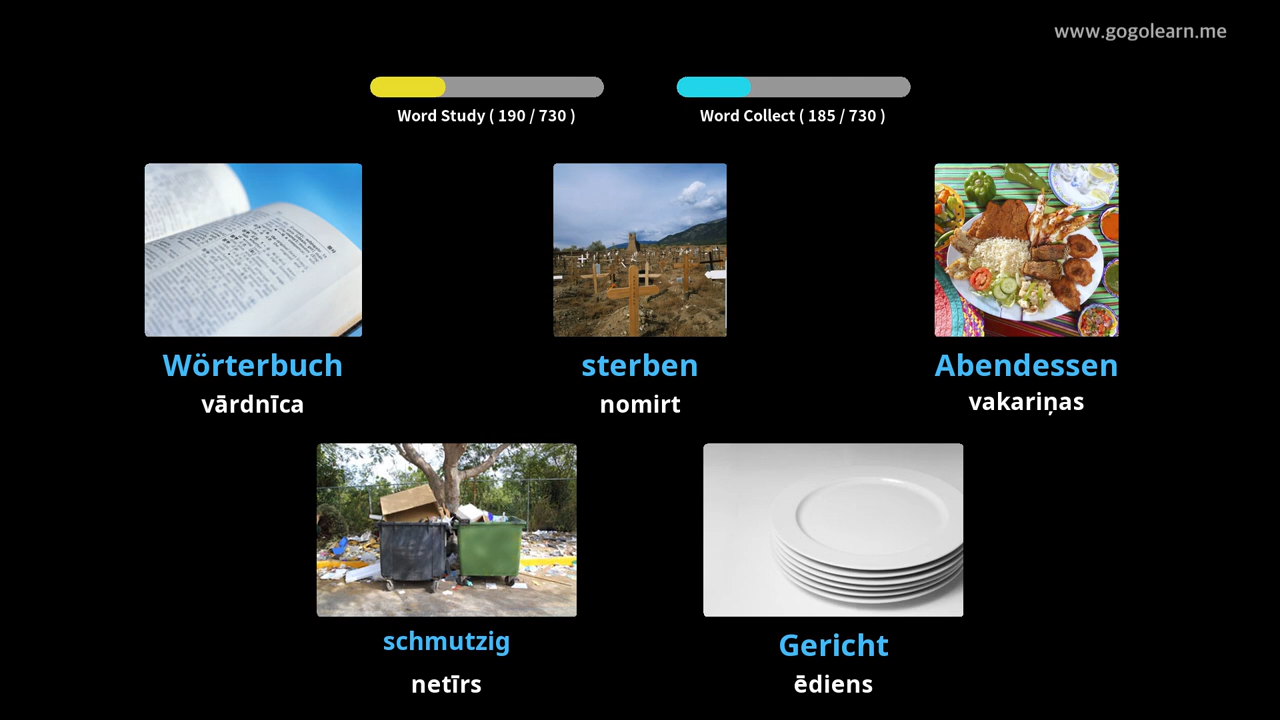 www.gogolearn.me
Word Study ( 190 / 730 )
Word Collect ( 185 / 730 )
Wörterbuch
vārdnīca
sterben
nomirt
Abendessen
vakariņas
schmutzig
netīrs
Gericht
ēdiens